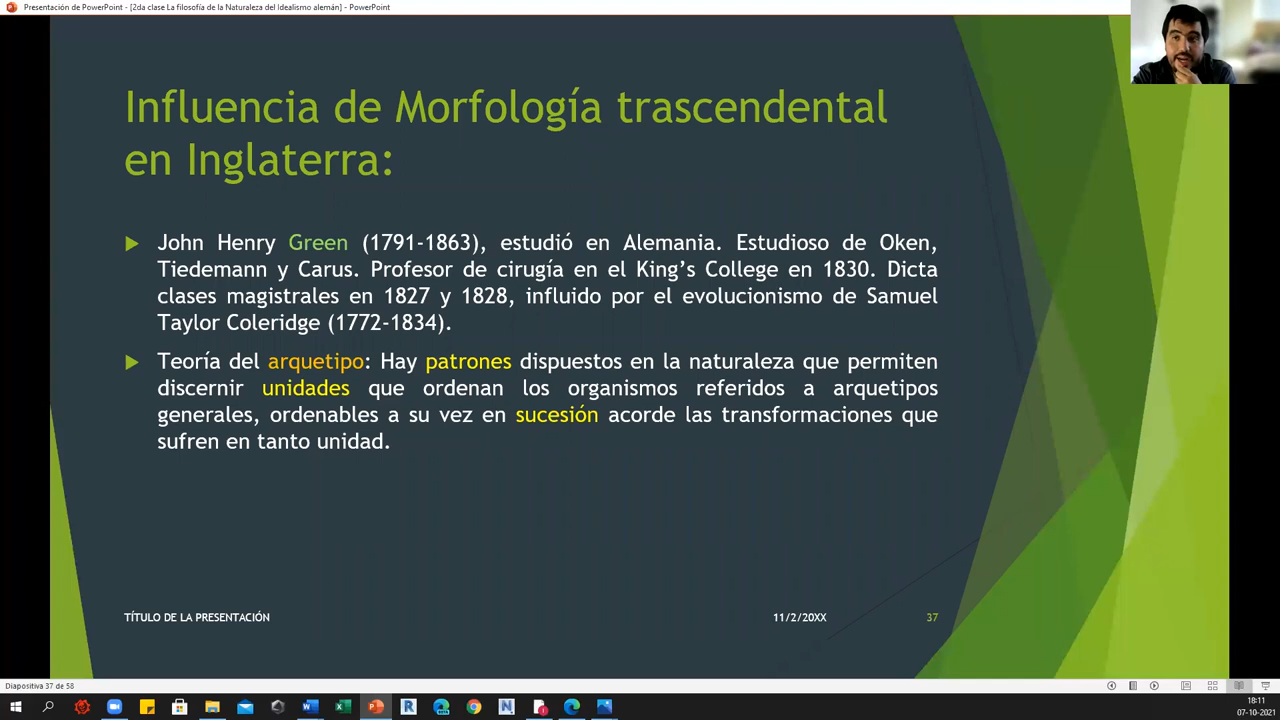 Presentación de PowerPoint - [2da clase La filosofía de la Naturaleza del Idealismo alemán] - PowerPoint
Influencia de Morfología trascendental
en Inglaterra:
John Henry Green (1791-1863), estudió en Alemania. Estudioso de Oken,
Tiedemann y Carus. Profesor de cirugía en el King’s College en 1830. Dicta
clases magistrales en 1827 y 1828, influido por el evolucionismo de Samuel
Taylor Coleridge (1772-1834).
Teoría del arquetipo: Hay patrones dispuestos en la naturaleza que permiten
discernir unidades que ordenan los organismos referidos a arquetipos
generales, ordenables a su vez en sucesión acorde las transformaciones que
sufren en tanto unidad.
TÍTULO DE LA PRESENTACIÓN
11/2/20XX
37
Diapositiva 37 de 58
18:11
07-10-2021